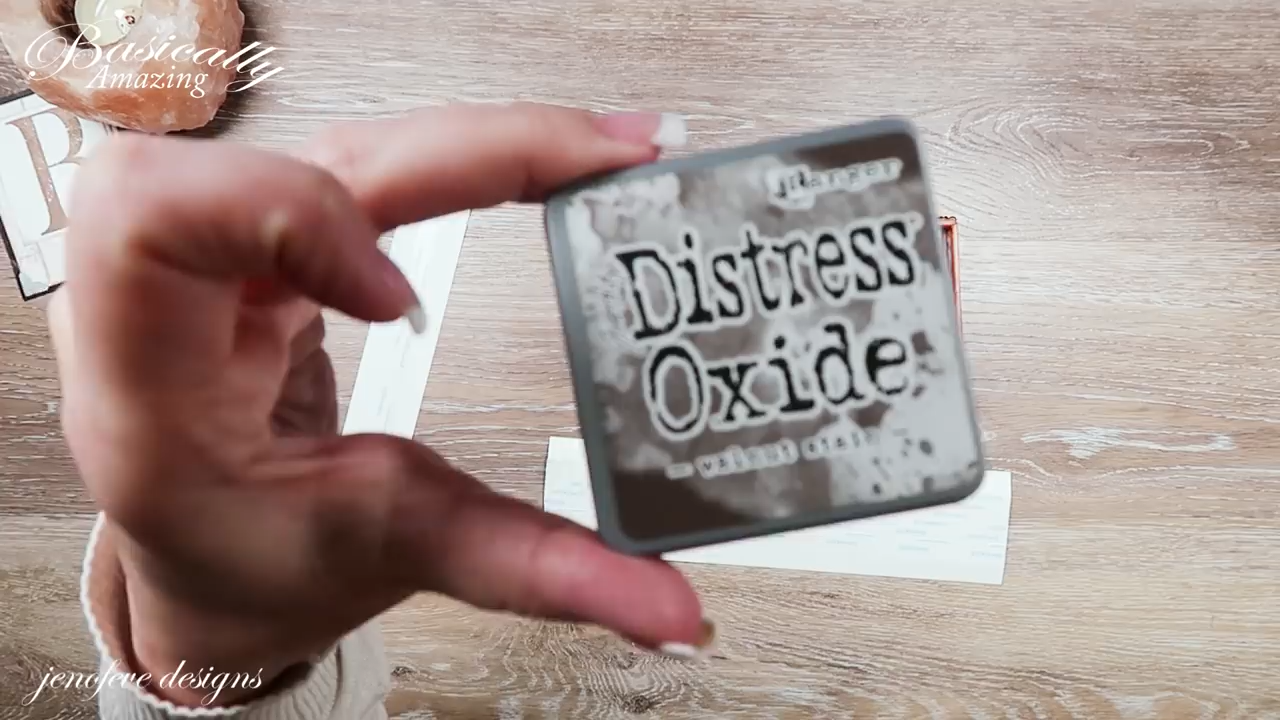 Basically
Amazing
R
Ranger
Distress
Oxide
– walnut stain –
jenofeve designs